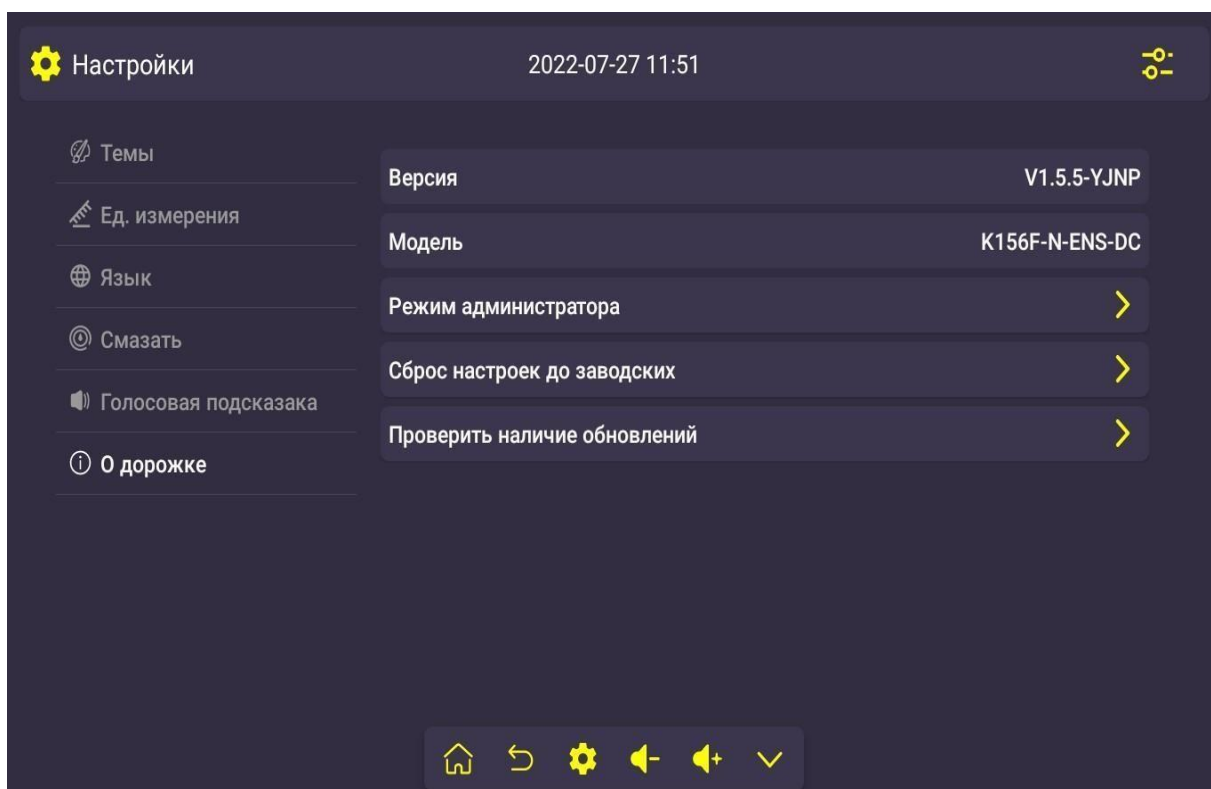 Настройки
2022-07-27 11:51
Темы
Ед. измерения
Язык
Смазать
Голосовая подсказака
О дорожке
Версия
V1.5.5-YJNP
Модель
K156F-N-ENS-DC
Режим администратора
Сброс настроек до заводских
Проверить наличие обновлений